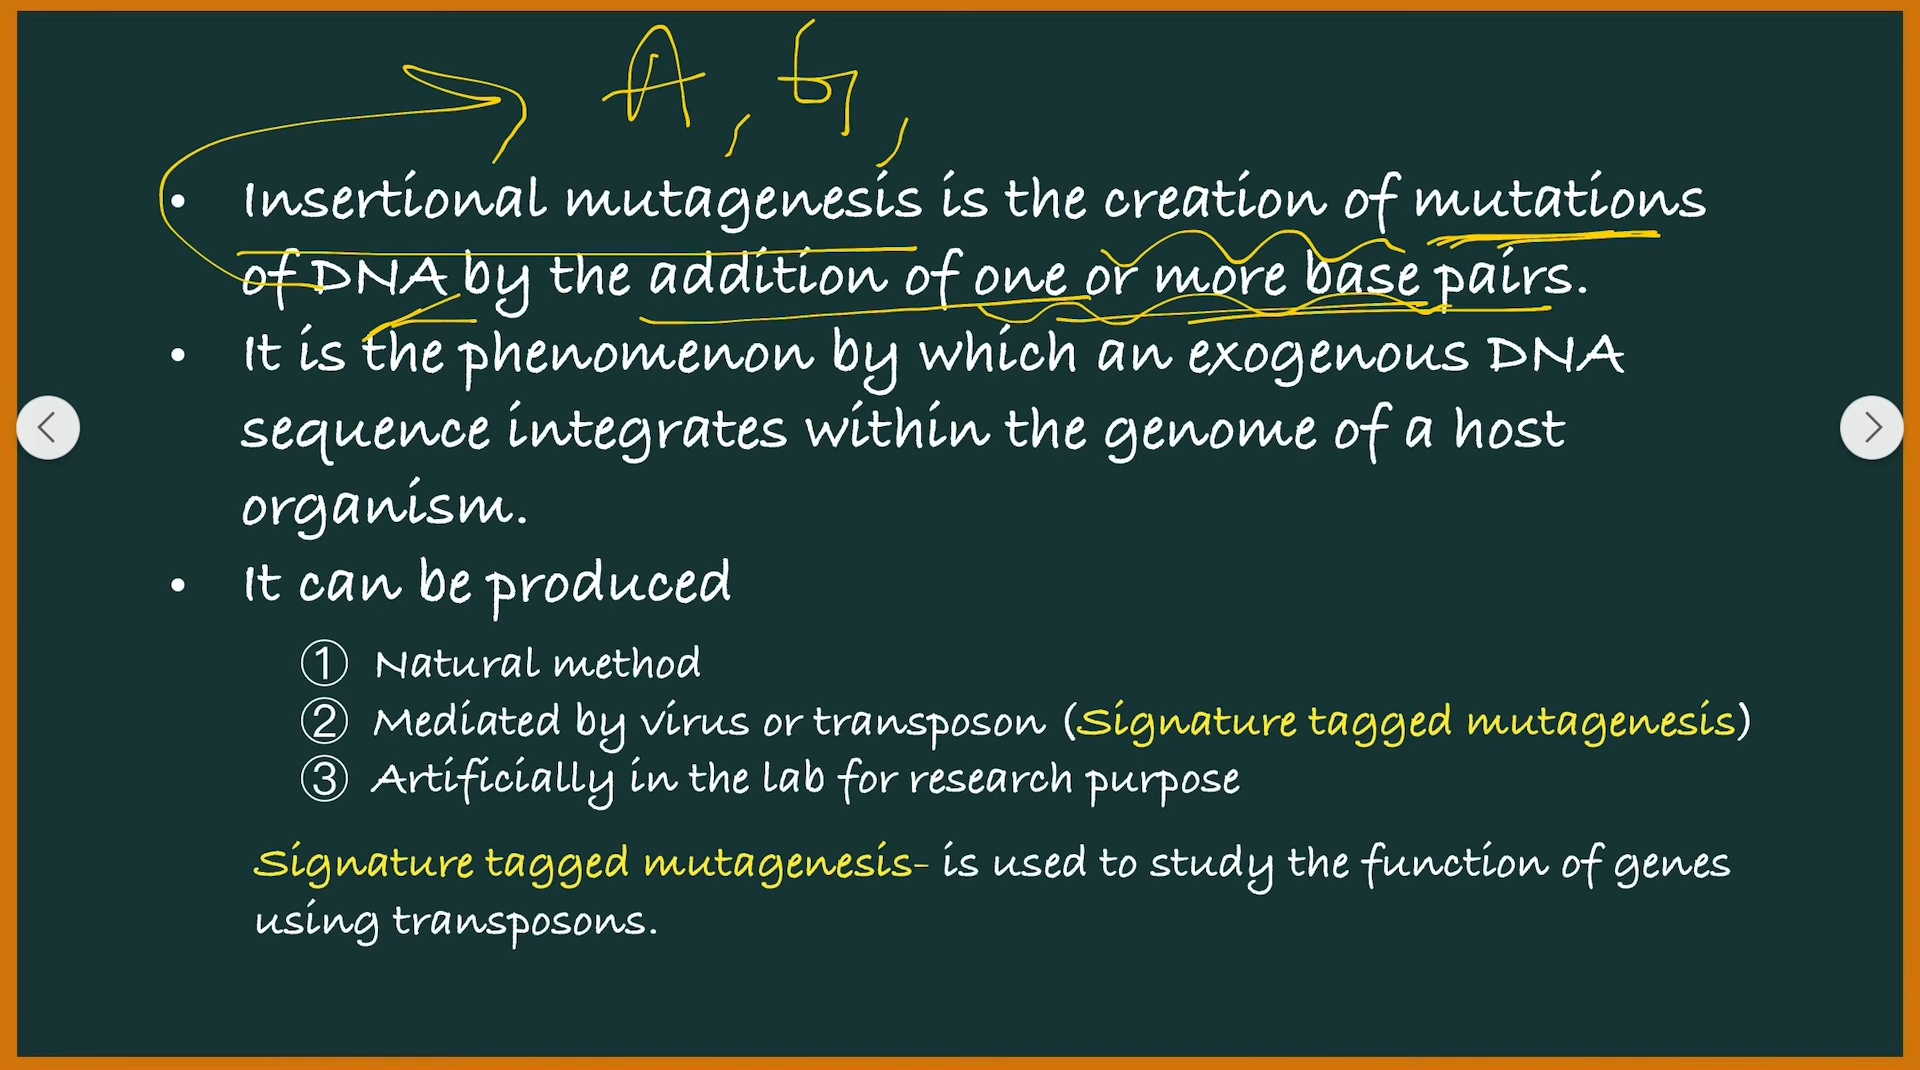 A, G,
• Insertional mutagenesis is the creation of mutations
of DNA by the addition of one or more base pairs.
• It is the phenomenon by which an exogenous DNA
sequence integrates within the genome of a host
organism.
• It can be produced
① Natural method
② Mediated by virus or transposon (Signature tagged mutagenesis)
③ Artificially in the lab for research purpose
Signature tagged mutagenesis- is used to study the function of genes
using transposons.